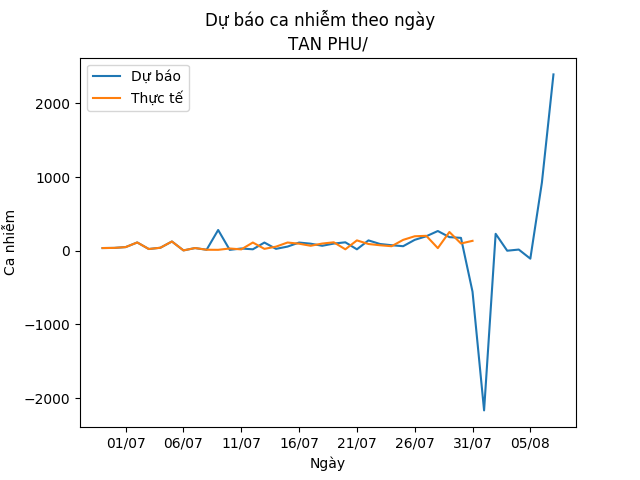 Dự báo ca nhiễm theo ngày
TAN PHU/
Dự báo
Thực tế
Ca nhiễm
2000
1000
0
−1000
−2000
01/07 06/07 11/07 16/07 21/07 26/07 31/07 05/08
Ngày